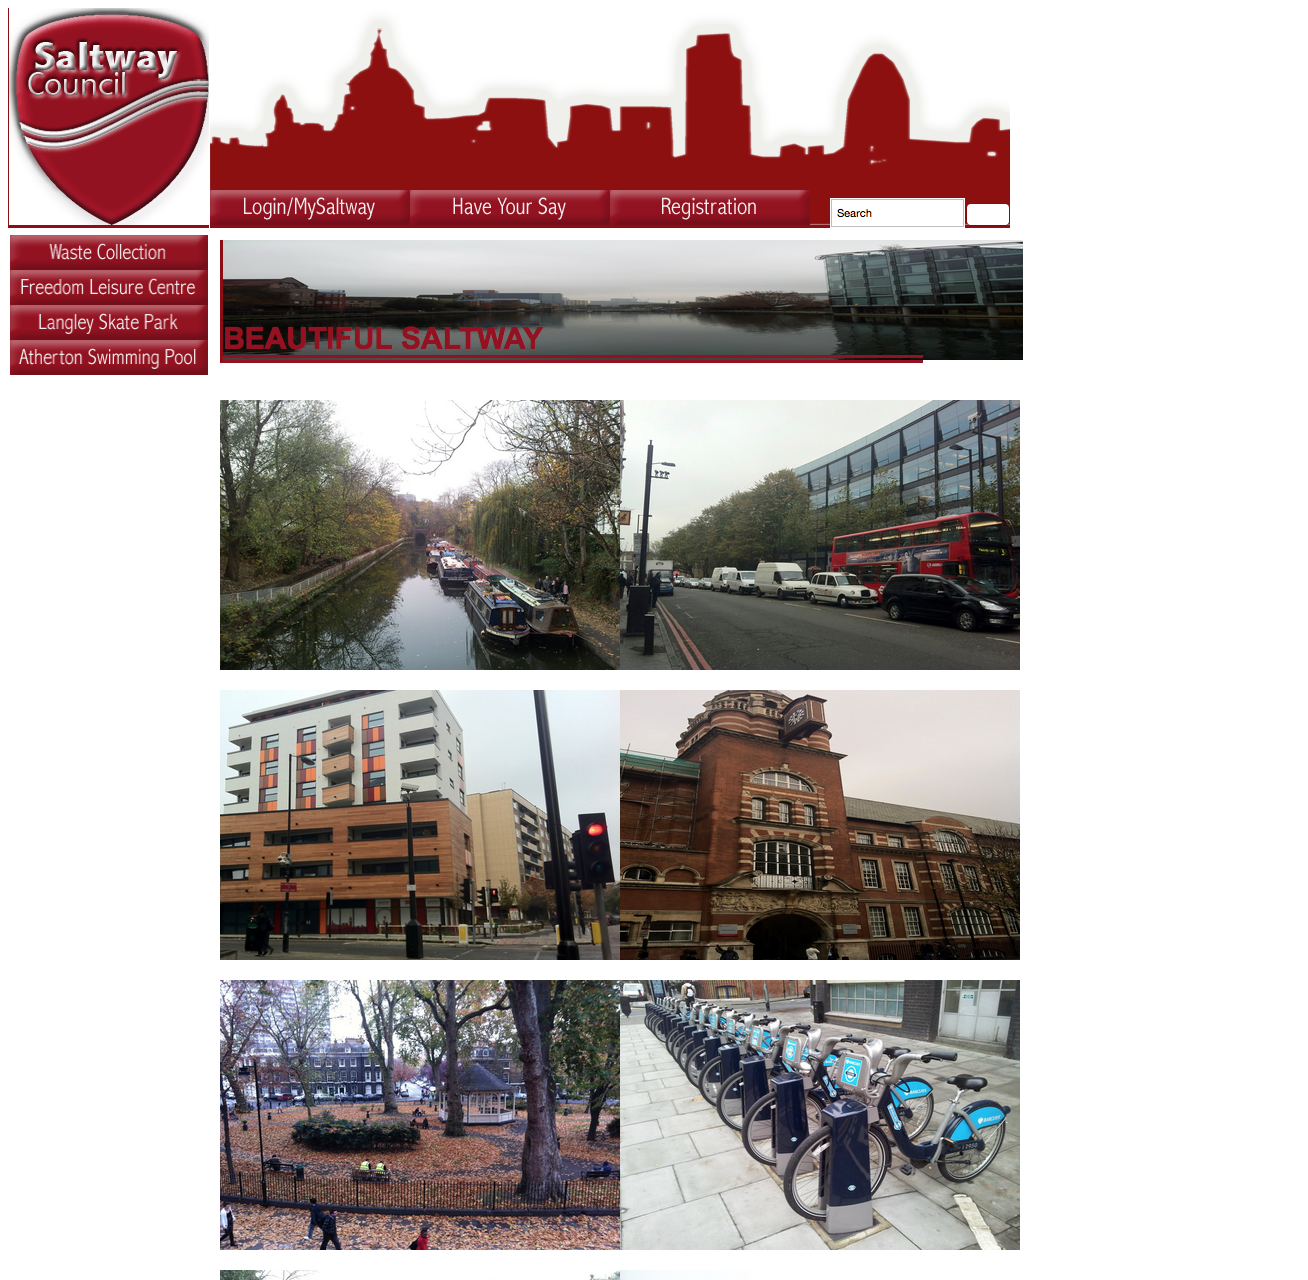 Saltway
Council
Login/MySaltway
Have Your Say
Registration
Search
Waste Collection
Freedom Leisure Centre
Langley Skate Park
Atherton Swimming Pool
BEAUTIFUL SALTWAY